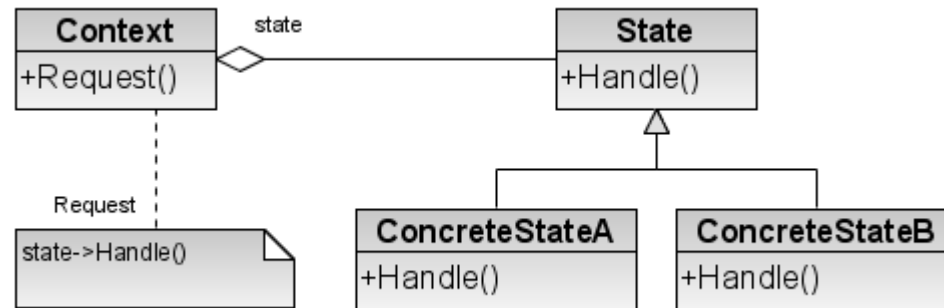 Context
+Request()
state
State
+Handle()
Request
state->Handle()
ConcreteStateA
+Handle()
ConcreteStateB
+Handle()